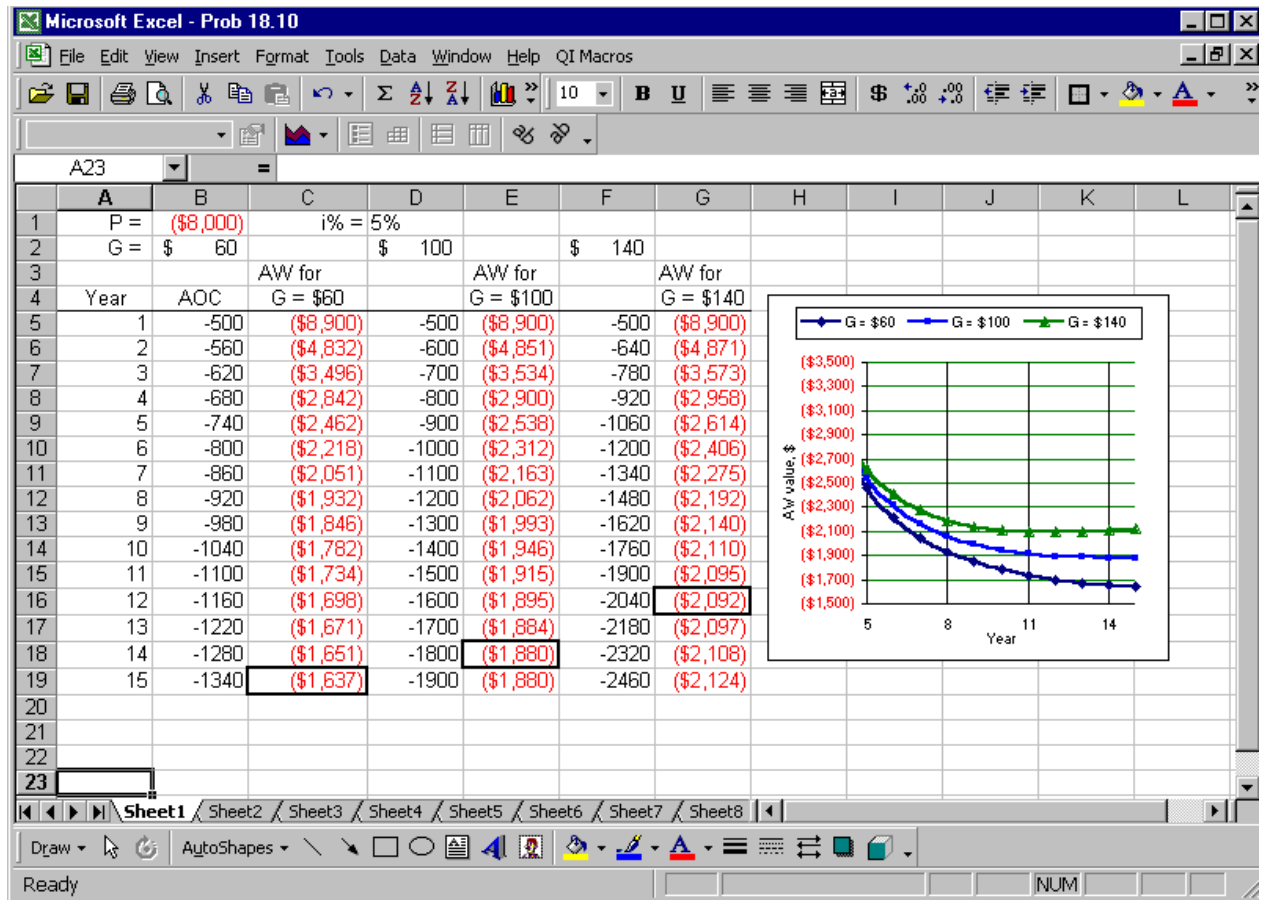 Microsoft Excel - Prob 18.10
File Edit View Insert Format Tools Data Window Help QI Macros
10 B U $
A23 =
A B C D E F G H I J K L
1 P = ($8,000) i% = 5%
2 G = $ 60 $ 100 $ 140
3 AW for AW for AW for
4 Year AOC G = $60 G = $100 G = $140
5 1 -500 ($8,900) -500 ($8,900) -500 ($8,900)
6 2 -560 ($4,832) -600 ($4,851) -640 ($4,871)
7 3 -620 ($3,496) -700 ($3,534) -780 ($3,573)
8 4 -680 ($2,842) -800 ($2,900) -920 ($2,958)
9 5 -740 ($2,462) -900 ($2,538) -1060 ($2,614)
10 6 -800 ($2,218) -1000 ($2,312) -1200 ($2,406)
11 7 -860 ($2,051) -1100 ($2,163) -1340 ($2,275)
12 8 -920 ($1,932) -1200 ($2,062) -1480 ($2,192)
13 9 -980 ($1,846) -1300 ($1,993) -1620 ($2,140)
14 10 -1040 ($1,782) -1400 ($1,946) -1760 ($2,110)
15 11 -1100 ($1,734) -1500 ($1,915) -1900 ($2,095)
16 12 -1160 ($1,698) -1600 ($1,895) -2040 ($2,092)
17 13 -1220 ($1,671) -1700 ($1,884) -2180 ($2,097)
18 14 -1280 ($1,651) -1800 ($1,880) -2320 ($2,108)
19 15 -1340 ($1,637) -1900 ($1,880) -2460 ($2,124)
20
21
22
23
G = $60 G = $100 G = $140
($3,500)
($3,300)
($3,100)
($2,900)
($2,700)
($2,500)
($2,300)
($2,100)
($1,900)
($1,700)
($1,500)
AW value, $
5 8 11 14
Year
Sheet1 Sheet2 Sheet3 Sheet4 Sheet5 Sheet6 Sheet7 Sheet8
Draw AutoShapes A
Ready NUM